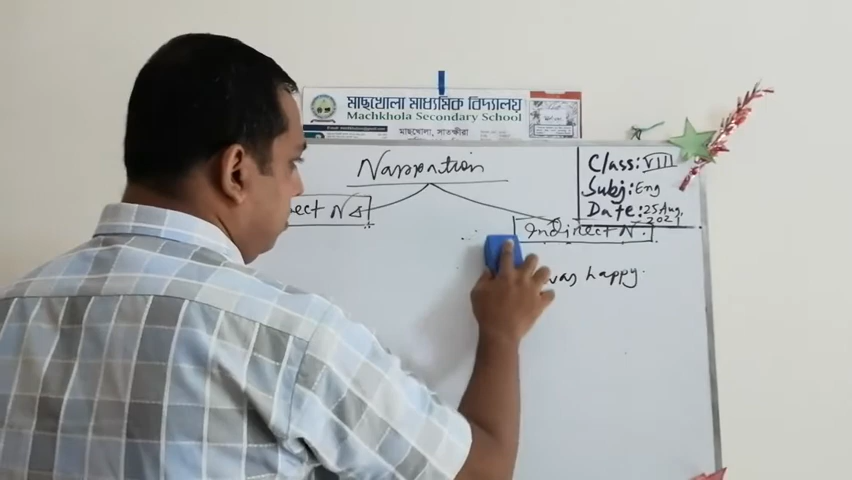 মাছখোলা মাধ্যমিক বিদ্যালয়
Machkhola Secondary School
মাছখোলা, সাতক্ষীরা
Narration
Class: VIII
Subj: Eng
Date: 25 Aug, 2021
rect N
Indirect N.
was happy.